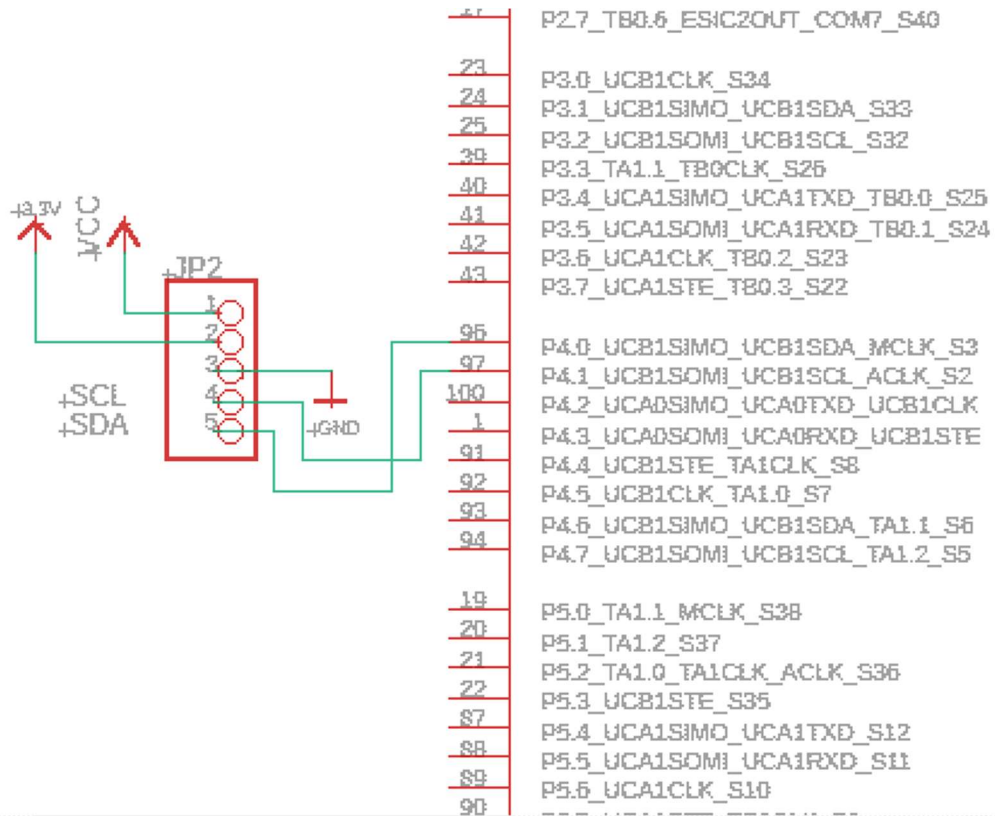 P2.7_TB0.6_ESIC2OUT_COM7_S40
23 P3.0_UCB1CLK_S34
24 P3.1_UCB1SIMO_UCB1SDA_S33
25 P3.2_UCB1SOMI_UCB1SCL_S32
39 P3.3_TA1.1_TB0CLK_S26
40 P3.4_UCA1SIMO_UCA1TXD_TB0.0_S25
41 P3.5_UCA1SOMI_UCA1RXD_TB0.1_S24
42 P3.6_UCA1CLK_TB0.2_S23
43 P3.7_UCA1STE_TB0.3_S22
+3.3V
VCC
JP2
1
2
3
4
5
SCL
SDA
GND
96 P4.0_UCB1SIMO_UCB1SDA_MCLK_S3
97 P4.1_UCB1SOMI_UCB1SCL_ACLK_S2
100 P4.2_UCA0SIMO_UCA0TXD_UCB1CLK
1 P4.3_UCA0SOMI_UCA0RXD_UCB1STE
91 P4.4_UCB1STE_TA1CLK_S8
92 P4.5_UCB1CLK_TA1.0_S7
93 P4.6_UCB1SIMO_UCB1SDA_TA1.1_S6
94 P4.7_UCB1SOMI_UCB1SCL_TA1.2_S5
19 P5.0_TA1.1_MCLK_S38
20 P5.1_TA1.2_S37
21 P5.2_TA1.0_TA1CLK_ACLK_S36
22 P5.3_UCB1STE_S35
87 P5.4_UCA1SIMO_UCA1TXD_S12
88 P5.5_UCA1SOMI_UCA1RXD_S11
89 P5.6_UCA1CLK_S10
90